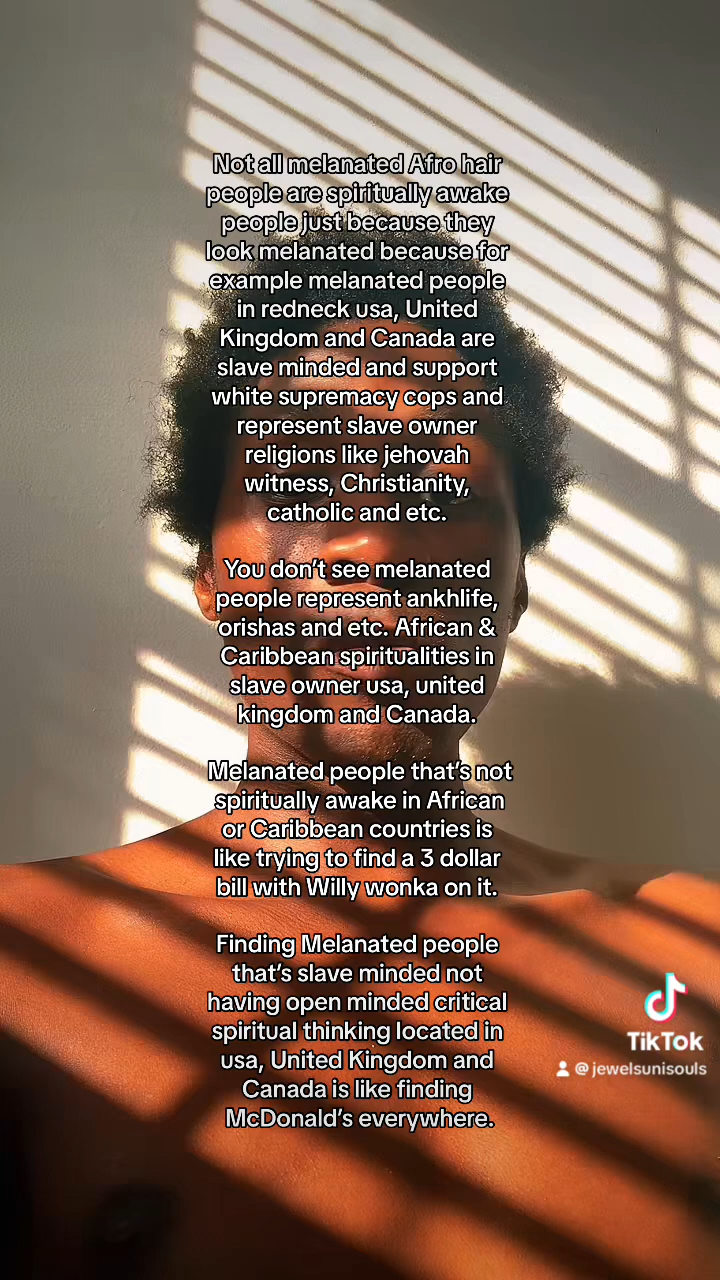 Not all melanated Afro hair
people are spiritually awake
people just because they
look melanated because for
example melanated people
in redneck usa, United
Kingdom and Canada are
slave minded and support
white supremacy cops and
represent slave owner
religions like jehovah
witness, Christianity,
catholic and etc.
You don't see melanated
people represent ankhlife,
orishas and etc. African &
Caribbean spiritualities in
slave owner usa, united
kingdom and Canada.
Melanated people that's not
spiritually awake in African
or Caribbean countries is
like trying to find a 3 dollar
bill with Willy wonka on it.
Finding Melanated people
that's slave minded not
having open minded critical
spiritual thinking located in
usa, United Kingdom and
Canada is like finding
McDonald's everywhere.
TikTok
@jewelsunisouls